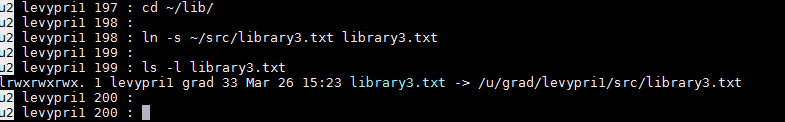 u2 levypri1 197 : cd ~/lib/
u2 levypri1 198 :
u2 levypri1 198 : ln -s ~/src/library3.txt library3.txt
u2 levypri1 199 :
u2 levypri1 199 : ls -l library3.txt
lrwxrwxrwx. 1 levypri1 grad 33 Mar 26 15:23 library3.txt -> /u/grad/levypri1/src/library3.txt
u2 levypri1 200 :
u2 levypri1 200 :